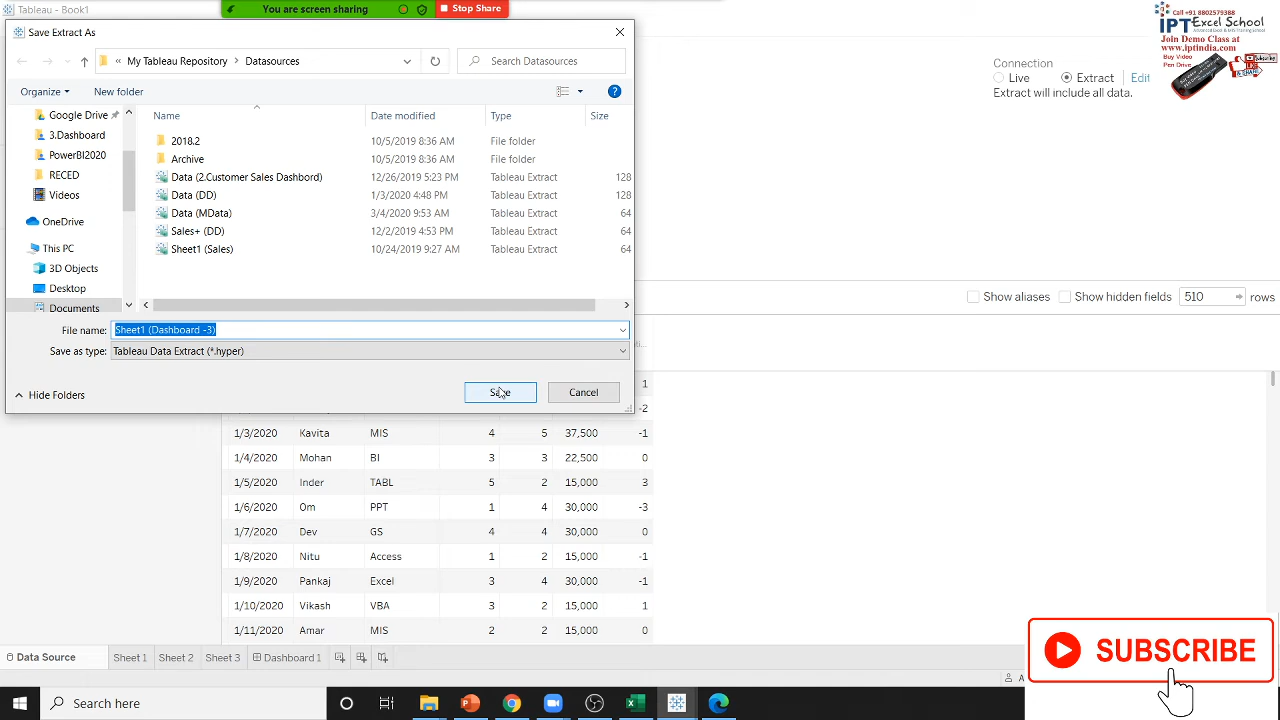 Tableau - Book1
You are screen sharing
Stop Share
Save Extract As
« My Tableau Repository > Datasources
Search Datasources
Organize
New folder
Google Drive
3.Dashboard
PowerBI2020
RECED
Videos
OneDrive
This PC
3D Objects
Desktop
Documents
Name Date modified Type Size
2018.2 10/5/2019 8:36 AM File folder
Archive 10/5/2019 8:36 AM File folder
Data (2.Customer Sales Dashbord) 12/26/2019 5:23 PM Tableau Extract 128
Data (DD) 1/3/2020 4:48 PM Tableau Extract 128
Data (MData) 3/4/2020 9:53 AM Tableau Extract 64
Sales+ (DD) 12/2/2019 4:53 PM Tableau Extract 64
Sheet1 (Sales) 10/24/2019 9:27 AM Tableau Extract 64
File name: Sheet1 (Dashboard -3)
Save as type: Tableau Data Extract (*.hyper)
Hide Folders
Save
Cancel
Call +91 8802579388
IPT Excel School
Advanced Excel & MIS Training School
Join Demo Class at
www.iptindia.com
Buy Video
Pen Drive
Connection
Live Extract Edit
Extract will include all data.
Show aliases Show hidden fields 510 rows
1
-2
1/3/2020 Kavita MIS 4 5 37,500 -1
1/4/2020 Mohan BI 3 3 22,500 0
1/5/2020 Inder TABL 5 2 15,000 3
1/6/2020 Om PPT 1 4 30,000 -3
1/7/2020 Dev GS 4 4 30,000 0
1/8/2020 Nitu Access 1 2 15,000 -1
1/9/2020 Pankaj Excel 3 4 30,000 -1
1/10/2020 Vikash VBA 3 2 15,000 1
1/11/2020 Amar MIS 2 2 15,000 0
SUBSCRIBE
Data Source Sheet 1 Sheet 2 Sheet 3 Dashboard 1
Search here